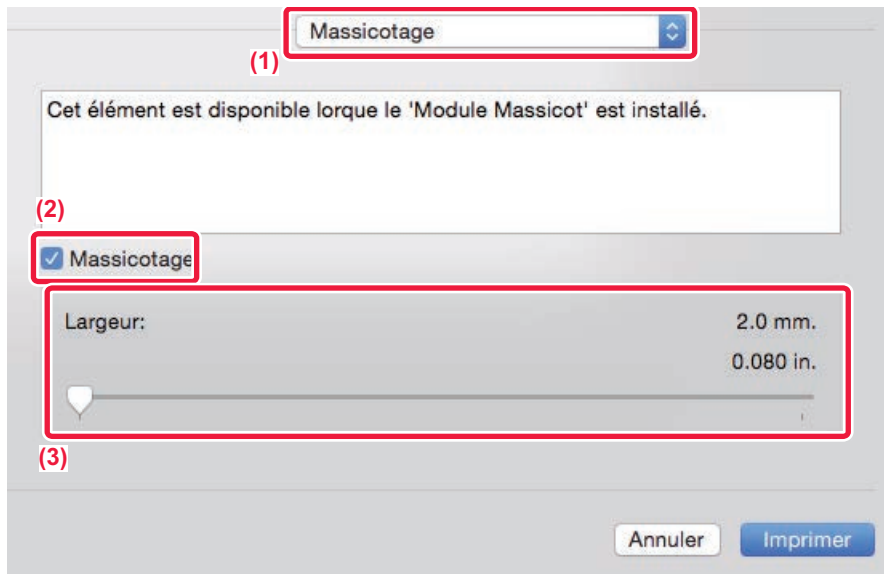 Massicotage
(1)
Cet élément est disponible lorque le 'Module Massicot' est installé.
(2)
Massicotage
Largeur:
2.0 mm.
0.080 in.
(3)
Annuler
Imprimer